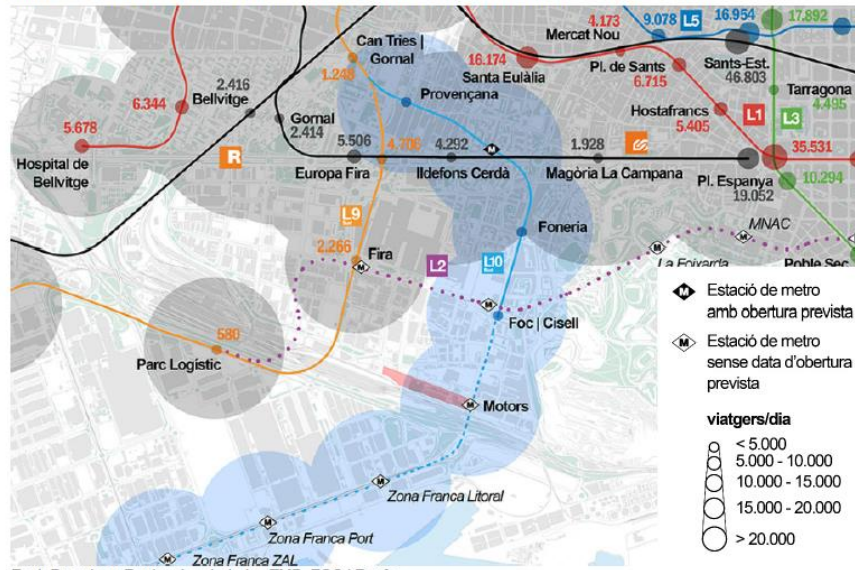 4.173
9.078
L5
16.954
17.892
Can Tries |
Gornal
1.248
Mercat Nou
16.174
Santa Eulàlia
Pl. de Sants
6.715
Sants-Est.
46.803
Provençana
Tarragona
4.495
2.416
Bellvitge
6.344
Gornal
2.414
Hostafrancs
5.405
L1
L3
5.678
Hospital de
Bellvitge
R
5.506
Europa Fira
4.706
4.292
Ildefons Cerdà
1.928
Magòria La Campana
35.531
Pl. Espanya
19.052
10.294
L9
2.266
Fira
Foneria
MNAC
La Foixarda
Poble Sec
L2
L10
Foc | Cisell
580
Parc Logístic
Motors
Zona Franca Litoral
Zona Franca Port
Zona Franca ZAL
M Estació de metro
amb obertura prevista
M Estació de metro
sense data d'obertura
prevista
viatgers/dia
< 5.000
5.000 - 10.000
10.000 - 15.000
15.000 - 20.000
> 20.000